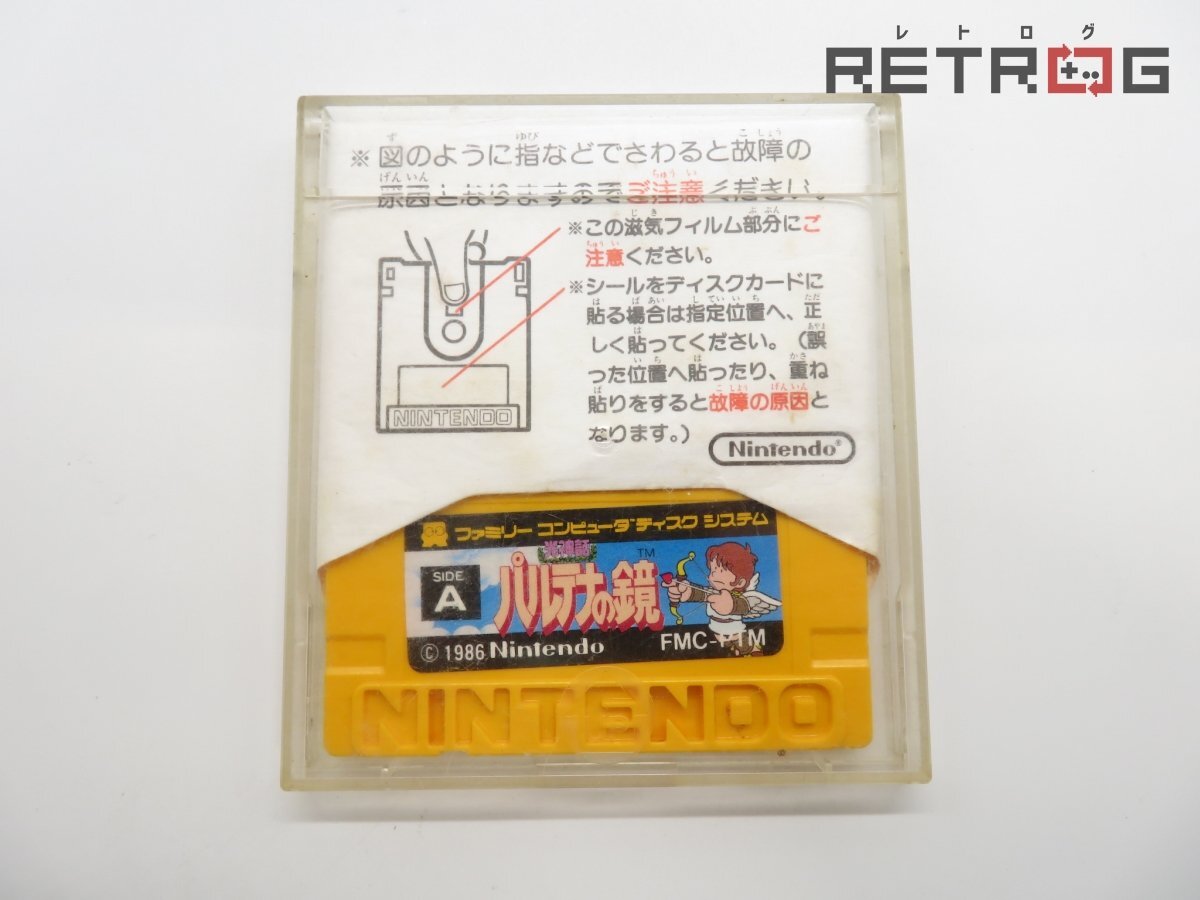 レトログ
RETROG
※図のように指などでさわると故障の
原因となりますのでご注意ください。
※この滋気フィルム部分にご
注意ください。
※シールをディスクカードに
貼る場合は指定位置へ、正
しく貼ってください。(誤
った位置へ貼ったり、重ね
貼りをすると故障の原因と
なります。)
NINTENDO
Nintendo®
ファミリー コンピュータ ディスク システム
光神話
パルテナの鏡™
SIDE
A
© 1986 Nintendo
FMC-PTM
NINTENDO